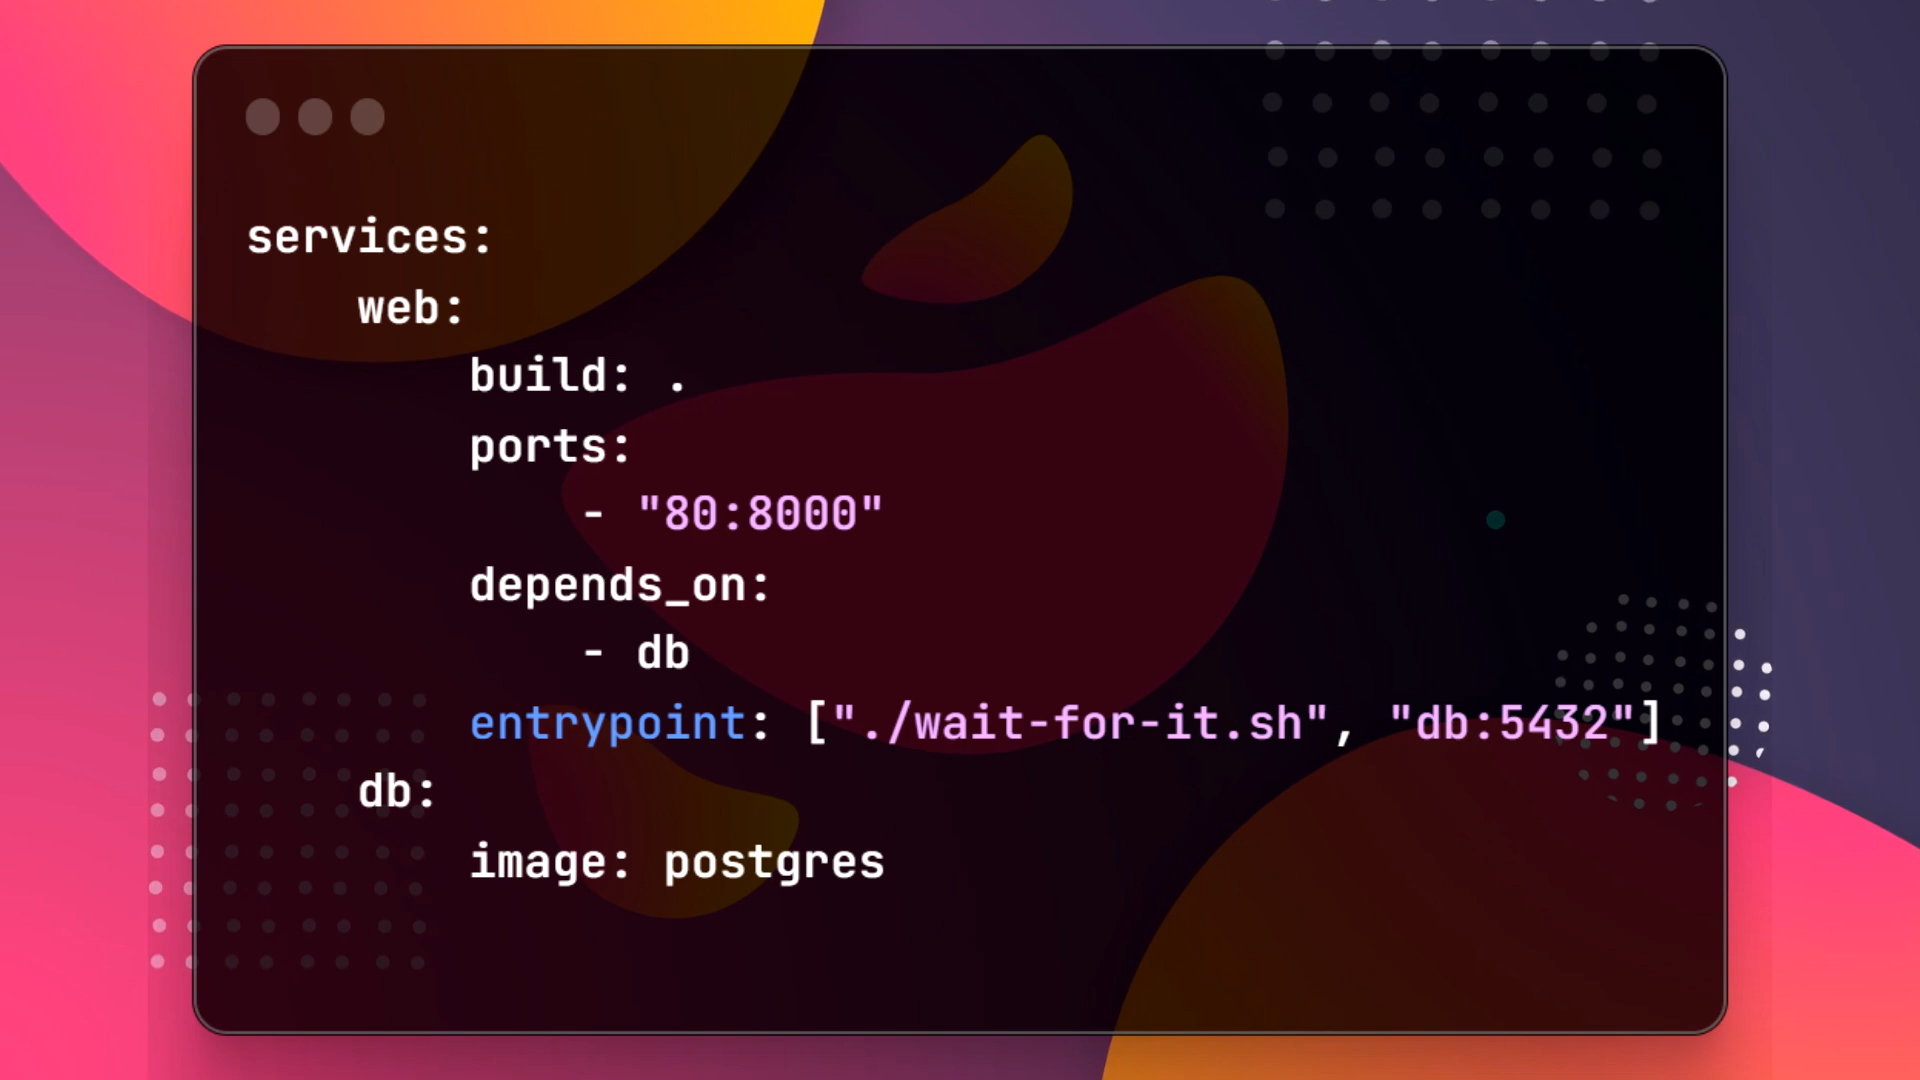 services:
    web:
        build: .
        ports:
            - "80:8000"
        depends_on:
            - db
        entrypoint: ["./wait-for-it.sh", "db:5432"]
    db:
        image: postgres